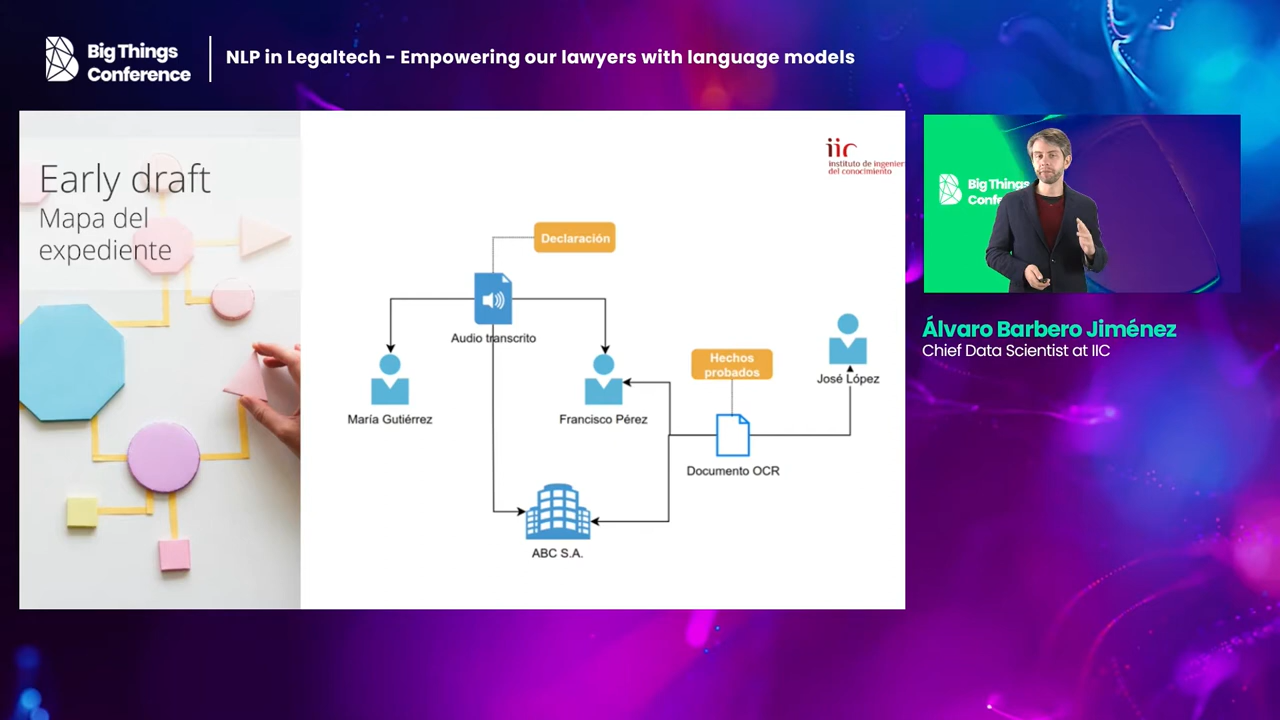 Big Things
Conference
NLP in Legaltech - Empowering our lawyers with language models
Early draft
Mapa del
expediente
iic
instituto de ingenier
del conocimiento
Declaración
Audio transcrito
María Gutiérrez
Francisco Pérez
Hechos
probados
José López
Documento OCR
ABC S.A.
Big Things
Confe
Álvaro Barbero Jiménez
Chief Data Scientist at IIC